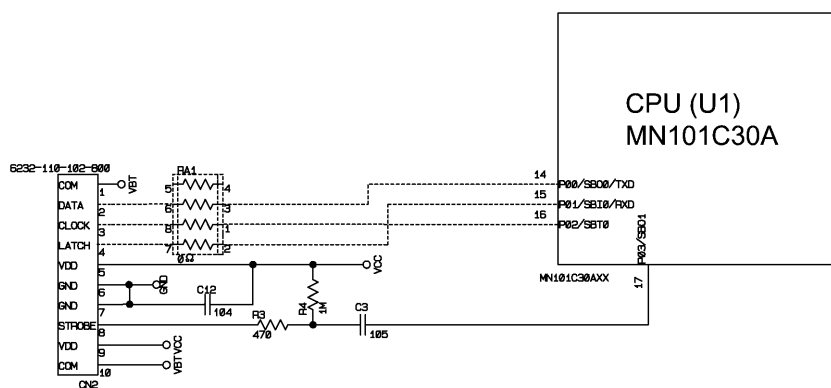 CPU (U1)
MN101C30A
6232-110-102-800
COM
1
VBT
DATA
2
CLOCK
3
LATCH
4
VDD
5
GND
6
GND
GND
7
STROBE
8
VDD
9
VCC
COM
10
VBT
CN2
RA1
5
4
6
3
8
1
7
2
0Ω
C12
104
R3
470
R4
1M
VCC
C3
105
14
P00/SBO0/TXD
15
P01/SBI0/RXD
16
P02/SBT0
P03/SBO1
17
MN101C30AXX